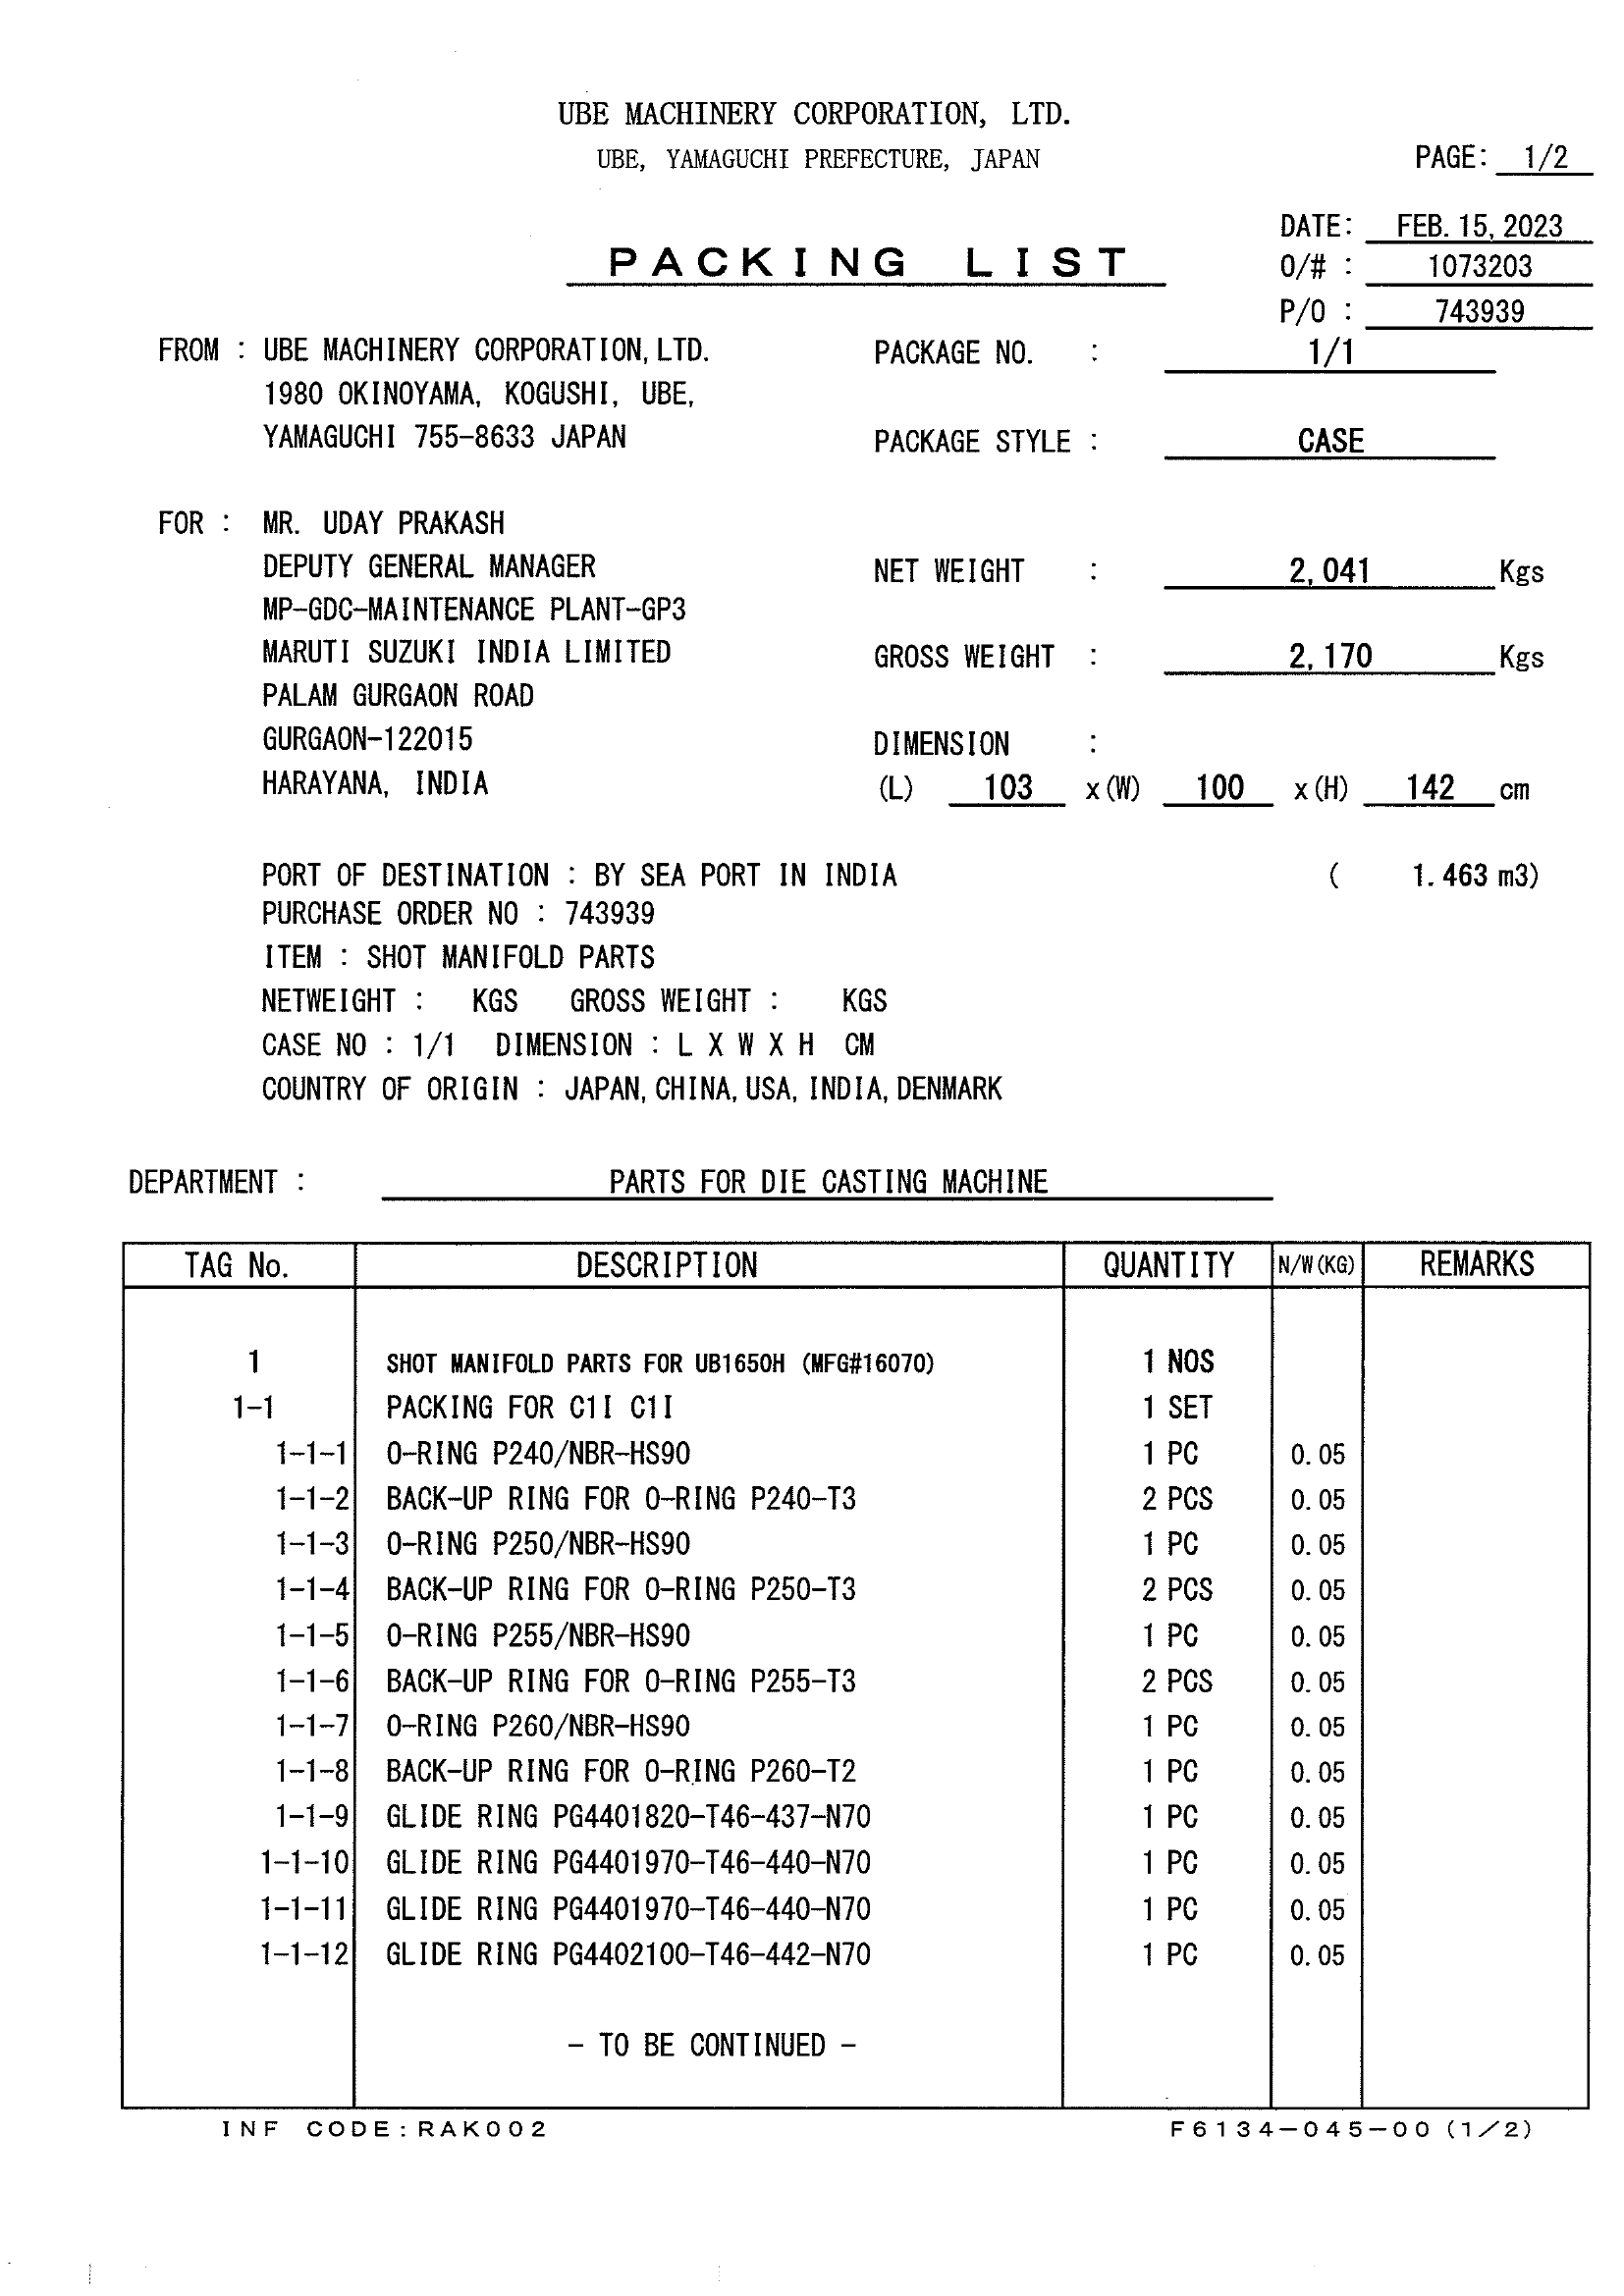 UBE MACHINERY CORPORATION, LTD.
UBE, YAMAGUCHI PREFECTURE, JAPAN
PAGE: 1/2
DATE: FEB. 15, 2023
PACKING LIST
O/# : 1073203
P/O : 743939
FROM : UBE MACHINERY CORPORATION, LTD. PACKAGE NO. : 1/1
1980 OKINOYAMA, KOGUSHI, UBE,
YAMAGUCHI 755-8633 JAPAN PACKAGE STYLE : CASE
FOR : MR. UDAY PRAKASH
DEPUTY GENERAL MANAGER NET WEIGHT : 2,041 Kgs
MP-GDC-MAINTENANCE PLANT-GP3
MARUTI SUZUKI INDIA LIMITED GROSS WEIGHT : 2,170 Kgs
PALAM GURGAON ROAD
GURGAON-122015 DIMENSION :
HARAYANA, INDIA (L) 103 x(W) 100 x(H) 142 cm
PORT OF DESTINATION : BY SEA PORT IN INDIA ( 1.463 m3)
PURCHASE ORDER NO : 743939
ITEM : SHOT MANIFOLD PARTS
NETWEIGHT : KGS GROSS WEIGHT : KGS
CASE NO : 1/1 DIMENSION : L X W X H CM
COUNTRY OF ORIGIN : JAPAN, CHINA, USA, INDIA, DENMARK
DEPARTMENT : PARTS FOR DIE CASTING MACHINE
TAG No. DESCRIPTION QUANTITY N/W(KG) REMARKS
1 SHOT MANIFOLD PARTS FOR UB1650H (MFG#16070) 1 NOS
1-1 PACKING FOR C1I C1I 1 SET
1-1-1 O-RING P240/NBR-HS90 1 PC 0.05
1-1-2 BACK-UP RING FOR O-RING P240-T3 2 PCS 0.05
1-1-3 O-RING P250/NBR-HS90 1 PC 0.05
1-1-4 BACK-UP RING FOR O-RING P250-T3 2 PCS 0.05
1-1-5 O-RING P255/NBR-HS90 1 PC 0.05
1-1-6 BACK-UP RING FOR O-RING P255-T3 2 PCS 0.05
1-1-7 O-RING P260/NBR-HS90 1 PC 0.05
1-1-8 BACK-UP RING FOR O-RING P260-T2 1 PC 0.05
1-1-9 GLIDE RING PG4401820-T46-437-N70 1 PC 0.05
1-1-10 GLIDE RING PG4401970-T46-440-N70 1 PC 0.05
1-1-11 GLIDE RING PG4401970-T46-440-N70 1 PC 0.05
1-1-12 GLIDE RING PG4402100-T46-442-N70 1 PC 0.05
- TO BE CONTINUED -
INF CODE:RAK002 F6134-045-00 (1/2)